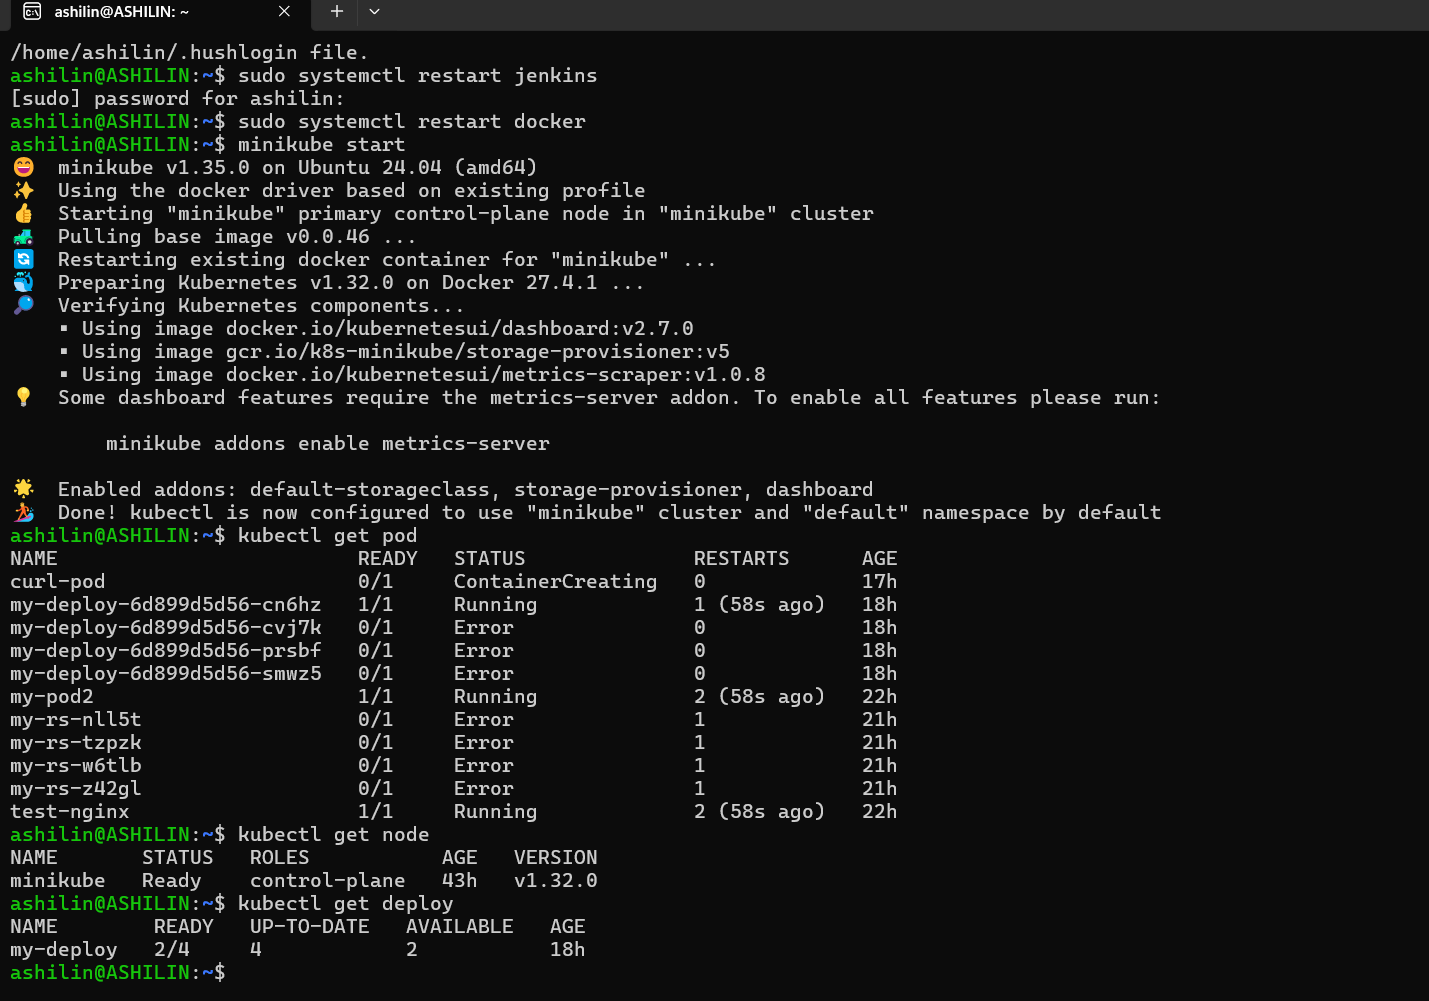 ashilin@ASHILIN: ~
/home/ashilin/.hushlogin file.
ashilin@ASHILIN:~$ sudo systemctl restart jenkins
[sudo] password for ashilin:
ashilin@ASHILIN:~$ sudo systemctl restart docker
ashilin@ASHILIN:~$ minikube start
😄  minikube v1.35.0 on Ubuntu 24.04 (amd64)
✨  Using the docker driver based on existing profile
👍  Starting "minikube" primary control-plane node in "minikube" cluster
🚜  Pulling base image v0.0.46 ...
🔄  Restarting existing docker container for "minikube" ...
🐳  Preparing Kubernetes v1.32.0 on Docker 27.4.1 ...
🔎  Verifying Kubernetes components...
    ▪ Using image docker.io/kubernetesui/dashboard:v2.7.0
    ▪ Using image gcr.io/k8s-minikube/storage-provisioner:v5
    ▪ Using image docker.io/kubernetesui/metrics-scraper:v1.0.8
💡  Some dashboard features require the metrics-server addon. To enable all features please run:
        minikube addons enable metrics-server
🌟  Enabled addons: default-storageclass, storage-provisioner, dashboard
🏄  Done! kubectl is now configured to use "minikube" cluster and "default" namespace by default
ashilin@ASHILIN:~$ kubectl get pod
NAME                         READY   STATUS              RESTARTS      AGE
curl-pod                     0/1     ContainerCreating   0             17h
my-deploy-6d899d5d56-cn6hz   1/1     Running             1 (58s ago)   18h
my-deploy-6d899d5d56-cvj7k   0/1     Error               0             18h
my-deploy-6d899d5d56-prsbf   0/1     Error               0             18h
my-deploy-6d899d5d56-smwz5   0/1     Error               0             18h
my-pod2                      1/1     Running             2 (58s ago)   22h
my-rs-nll5t                  0/1     Error               1             21h
my-rs-tzpzk                  0/1     Error               1             21h
my-rs-w6tlb                  0/1     Error               1             21h
my-rs-z42gl                  0/1     Error               1             21h
test-nginx                   1/1     Running             2 (58s ago)   22h
ashilin@ASHILIN:~$ kubectl get node
NAME       STATUS   ROLES           AGE   VERSION
minikube   Ready    control-plane   43h   v1.32.0
ashilin@ASHILIN:~$ kubectl get deploy
NAME        READY   UP-TO-DATE   AVAILABLE   AGE
my-deploy   2/4     4            2           18h
ashilin@ASHILIN:~$